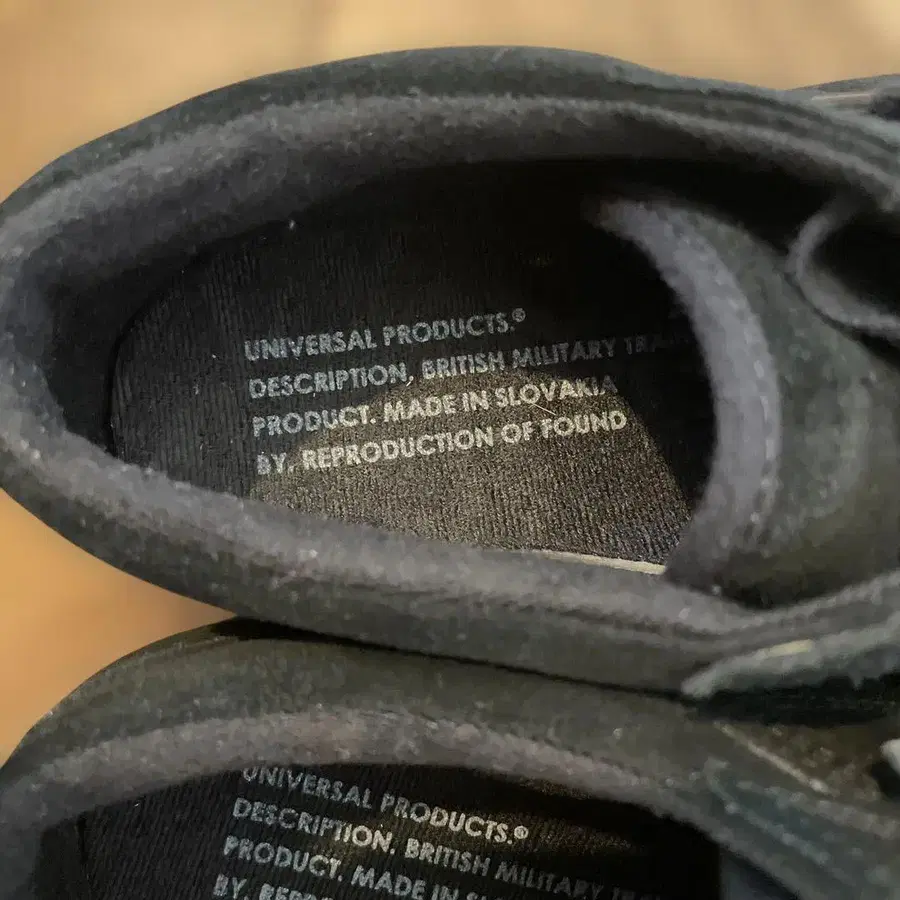 UNIVERSAL PRODUCTS.®
DESCRIPTION, BRITISH MILITARY
PRODUCT. MADE IN SLOVAKIA
BY. REPRODUCTION OF FOUND
UNIVERSAL PRODUCTS.®
DESCRIPTION, BRITISH MILITARY
PRODUCT. MADE IN
BY.